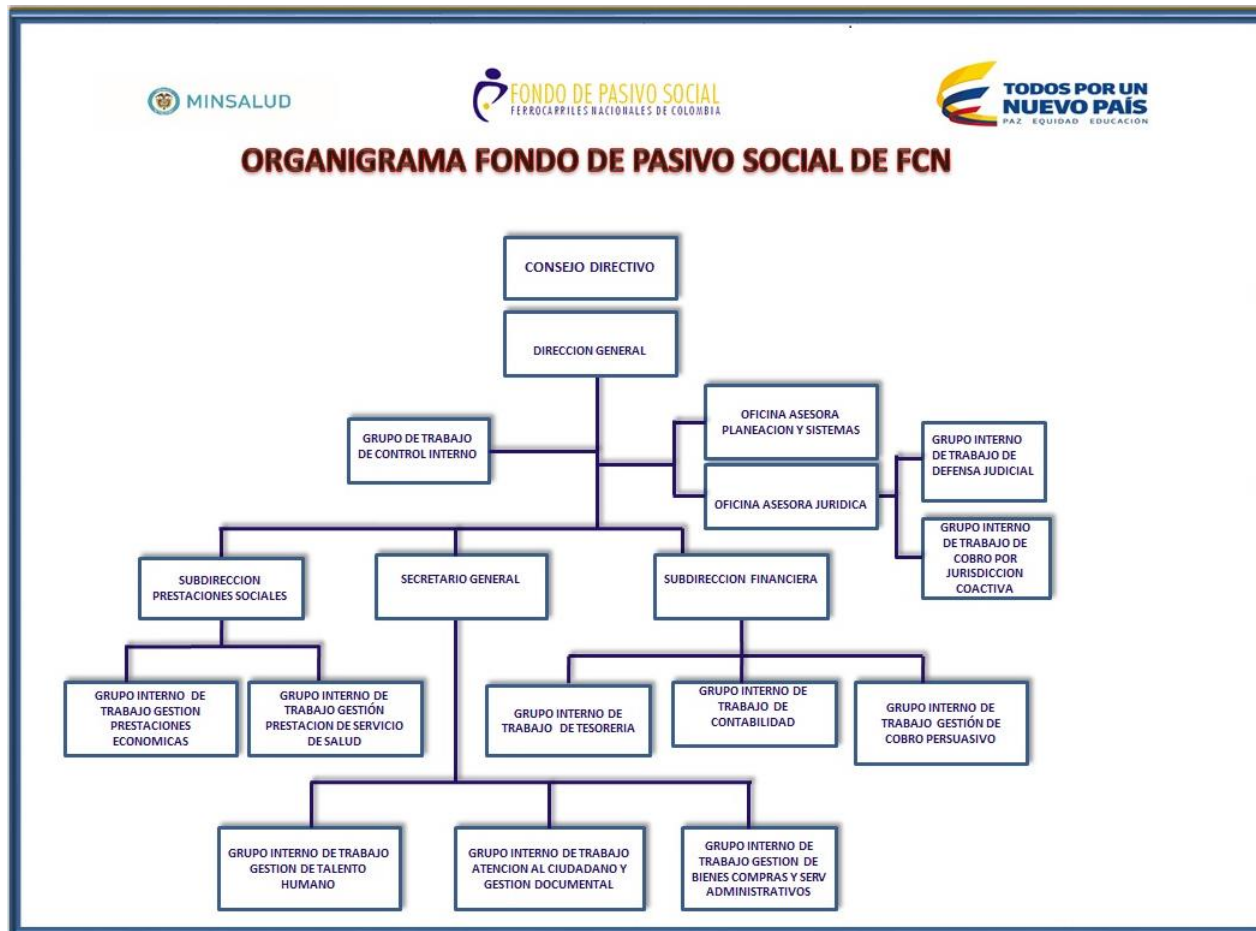 MINSALUD
FONDO DE PASIVO SOCIAL
FERROCARRILES NACIONALES DE COLOMBIA
TODOS POR UN
NUEVO PAÍS
PAZ EQUIDAD EDUCACIÓN
ORGANIGRAMA FONDO DE PASIVO SOCIAL DE FCN
CONSEJO DIRECTIVO
DIRECCION GENERAL
GRUPO DE TRABAJO
DE CONTROL INTERNO
OFICINA ASESORA
PLANEACION Y SISTEMAS
OFICINA ASESORA JURIDICA
GRUPO INTERNO
DE TRABAJO DE
DEFENSA JUDICIAL
GRUPO INTERNO
DE TRABAJO DE
COBRO POR
JURISDICCION
COACTIVA
SUBDIRECCION
PRESTACIONES SOCIALES
SECRETARIO GENERAL
SUBDIRECCION FINANCIERA
GRUPO INTERNO DE
TRABAJO GESTION
PRESTACIONES
ECONOMICAS
GRUPO INTERNO DE
TRABAJO GESTIÓN
PRESTACION DE SERVICIO
DE SALUD
GRUPO INTERNO DE
TRABAJO DE TESORERIA
GRUPO INTERNO DE
TRABAJO DE
CONTABILIDAD
GRUPO INTERNO DE
TRABAJO GESTIÓN DE
COBRO PERSUASIVO
GRUPO INTERNO DE TRABAJO
GESTION DE TALENTO
HUMANO
GRUPO INTERNO DE TRABAJO
ATENCION AL CIUDADANO Y
GESTION DOCUMENTAL
GRUPO INTERNO DE
TRABAJO GESTION DE
BIENES COMPRAS Y SERV
ADMINISTRATIVOS